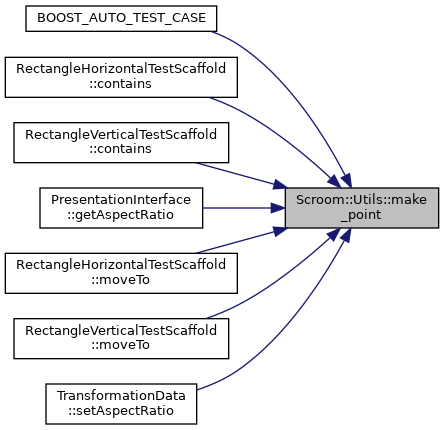 BOOST_AUTO_TEST_CASE
RectangleHorizontalTestScaffold
::contains
RectangleVerticalTestScaffold
::contains
PresentationInterface
::getAspectRatio
Scroom::Utils::make
_point
RectangleHorizontalTestScaffold
::moveTo
RectangleVerticalTestScaffold
::moveTo
TransformationData
::setAspectRatio